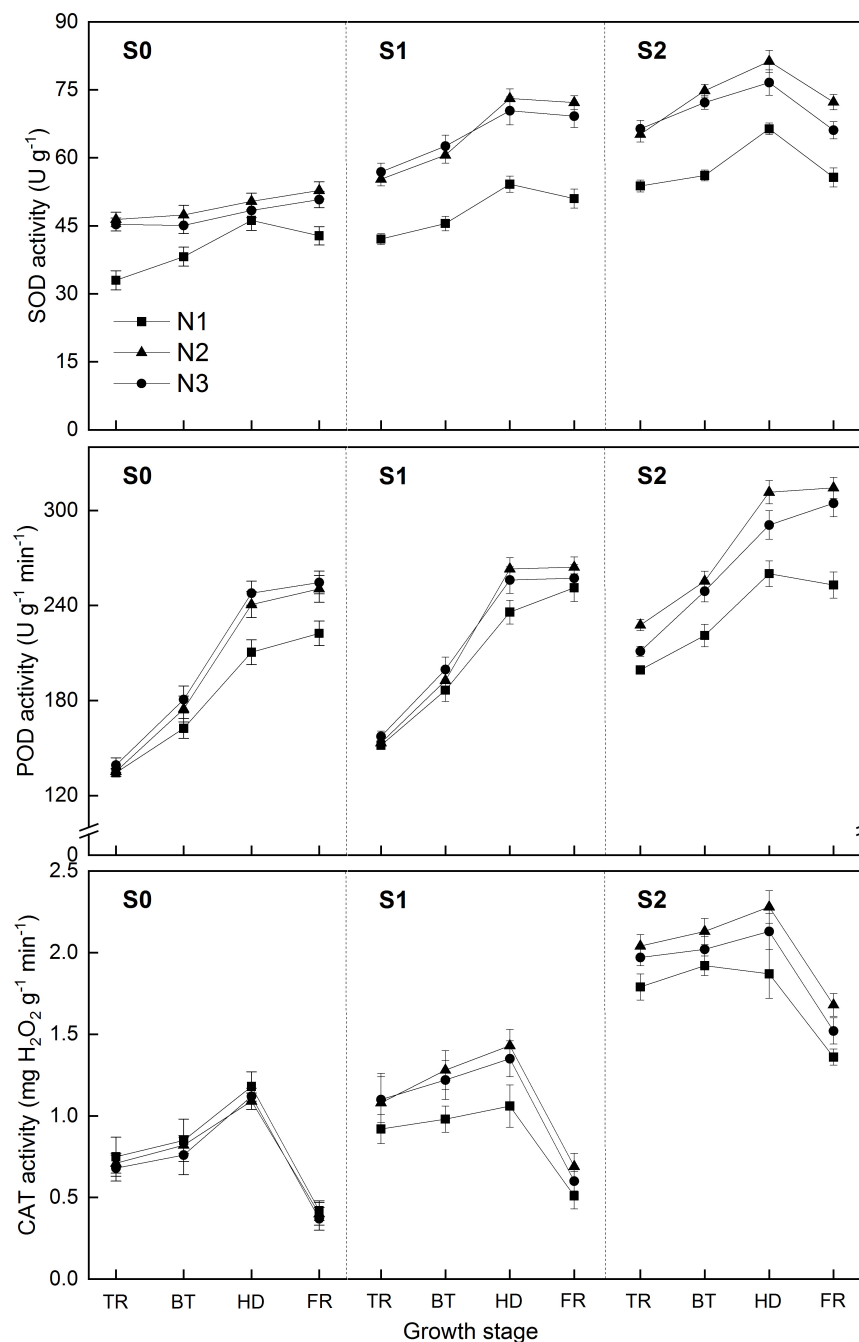 S0 S1 S2
SOD activity (U g⁻¹)
90
75
60
45
30
15
0
N1
N2
N3
S0 S1 S2
POD activity (U g⁻¹ min⁻¹)
300
240
180
120
0
S0 S1 S2
CAT activity (mg H₂O₂ g⁻¹ min⁻¹)
2.5
2.0
1.5
1.0
0.5
0.0
TR BT HD FR TR BT HD FR TR BT HD FR
Growth stage